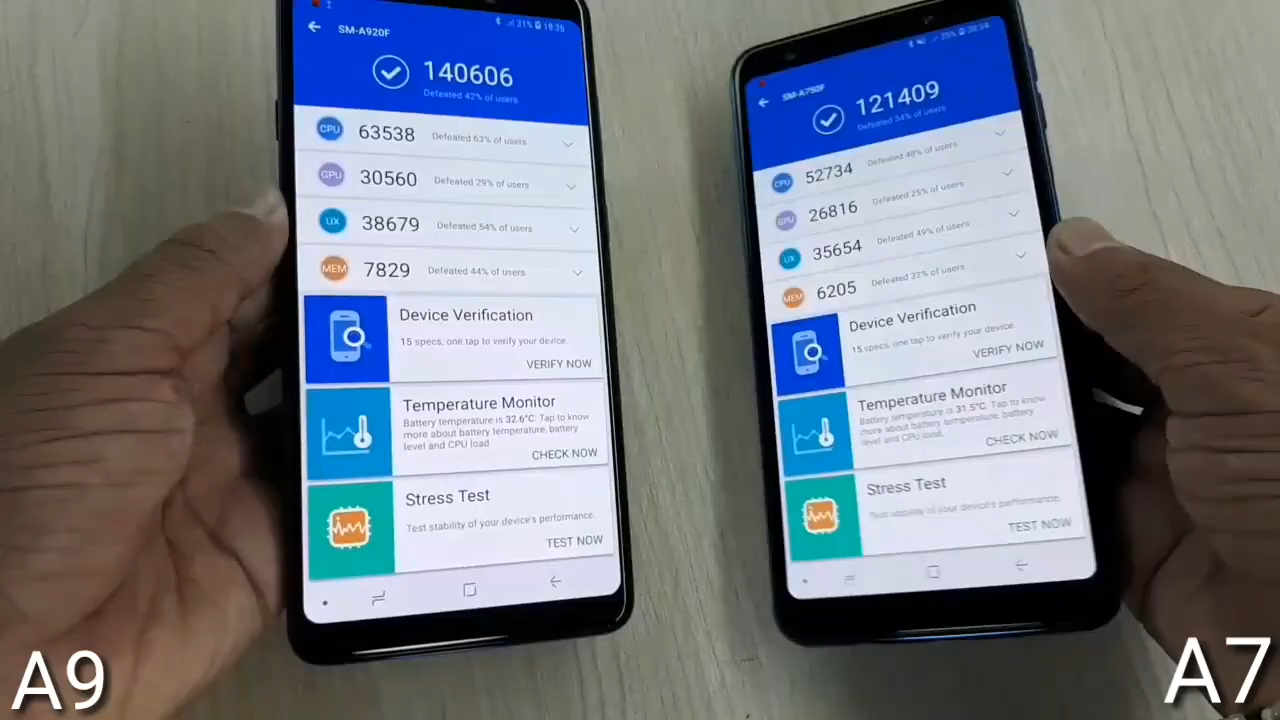 31% 18:35
SM-A920F
140606
Defeated 42% of users
CPU 63538 Defeated 63% of users
GPU 30560 Defeated 29% of users
UX 38679 Defeated 54% of users
MEM 7829 Defeated 44% of users
Device Verification
15 specs, one tap to verify your device.
VERIFY NOW
Temperature Monitor
Battery temperature is 32.6°C. Tap to know
more about battery temperature, battery
level and CPU load
CHECK NOW
Stress Test
Test stability of your device's performance.
TEST NOW
A9
SM-A750F
121409
Defeated 34% of users
CPU 52734 Defeated 48% of users
GPU 26816 Defeated 25% of users
UX 35654 Defeated 49% of users
MEM 6205 Defeated 32% of users
Device Verification
15 specs, one tap to verify your device.
VERIFY NOW
Temperature Monitor
Battery temperature is 31.5°C. Tap to know
more about battery temperature, battery
level and CPU load.
CHECK NOW
Stress Test
Test stability of your device's performance.
TEST NOW
A7